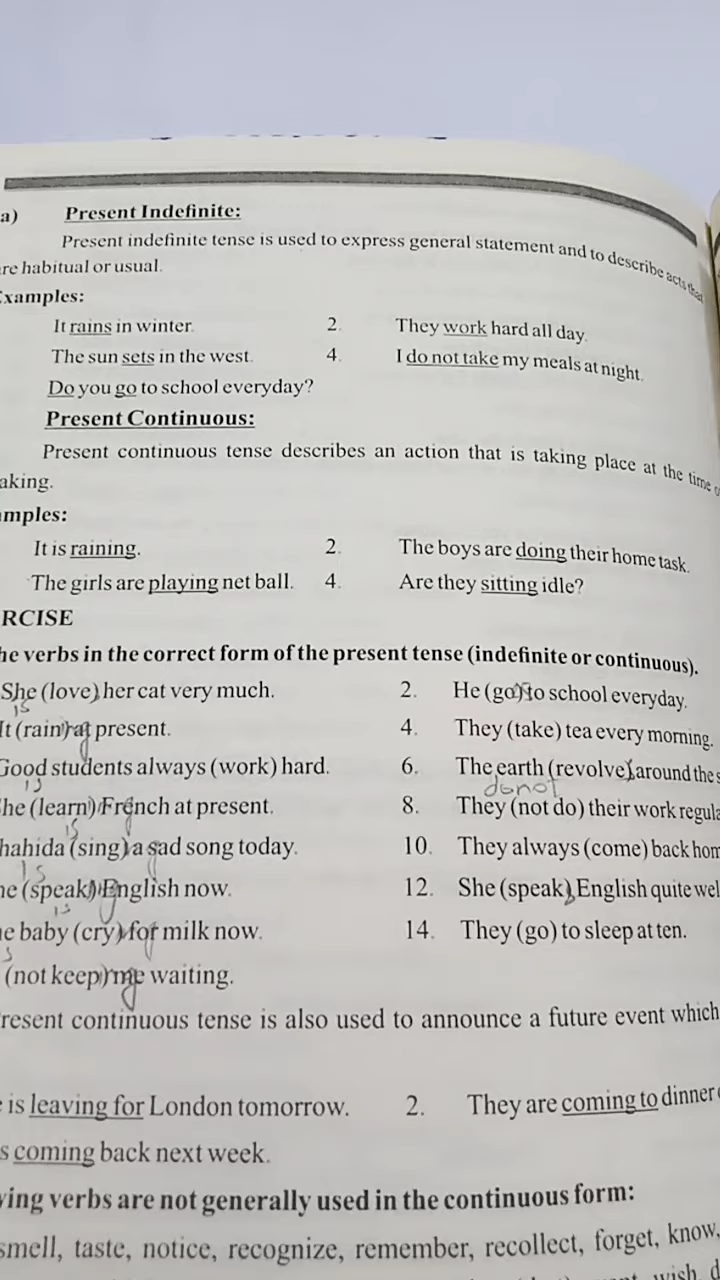 a) Present Indefinite:
Present indefinite tense is used to express general statement and to describe acts that
re habitual or usual.
Examples:
It rains in winter. 2. They work hard all day.
The sun sets in the west. 4. I do not take my meals at night.
Do you go to school everyday?
Present Continuous:
Present continuous tense describes an action that is taking place at the time o
aking.
mples:
It is raining. 2. The boys are doing their home task.
The girls are playing net ball. 4. Are they sitting idle?
RCISE
he verbs in the correct form of the present tense (indefinite or continuous).
She (love) her cat very much. 2. He (go) to school everyday.
is
It (rain) at present. 4. They (take) tea every morning.
Good students always (work) hard. 6. The earth (revolve) around the s
is do not
he (learn) French at present. 8. They (not do) their work regula
is
hahida (sing) a sad song today. 10. They always (come) back hom
is
he (speak) English now. 12. She (speak) English quite wel
is
e baby (cry) for milk now. 14. They (go) to sleep at ten.
s
(not keep) me waiting.
resent continuous tense is also used to announce a future event which
is leaving for London tomorrow. 2. They are coming to dinner
s coming back next week.
ving verbs are not generally used in the continuous form:
smell, taste, notice, recognize, remember, recollect, forget, know,
wish, d